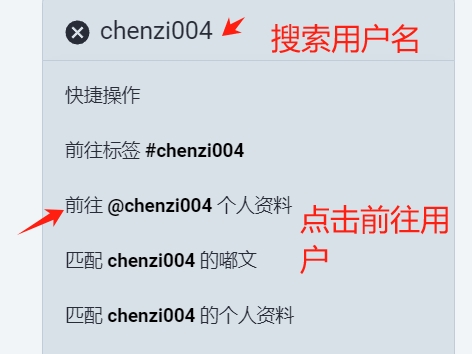 chenzi004
搜索用户名
快捷操作
前往标签 #chenzi004
前往 @chenzi004 个人资料
点击前往用
户
匹配 chenzi004 的嘟文
匹配 chenzi004 的个人资料